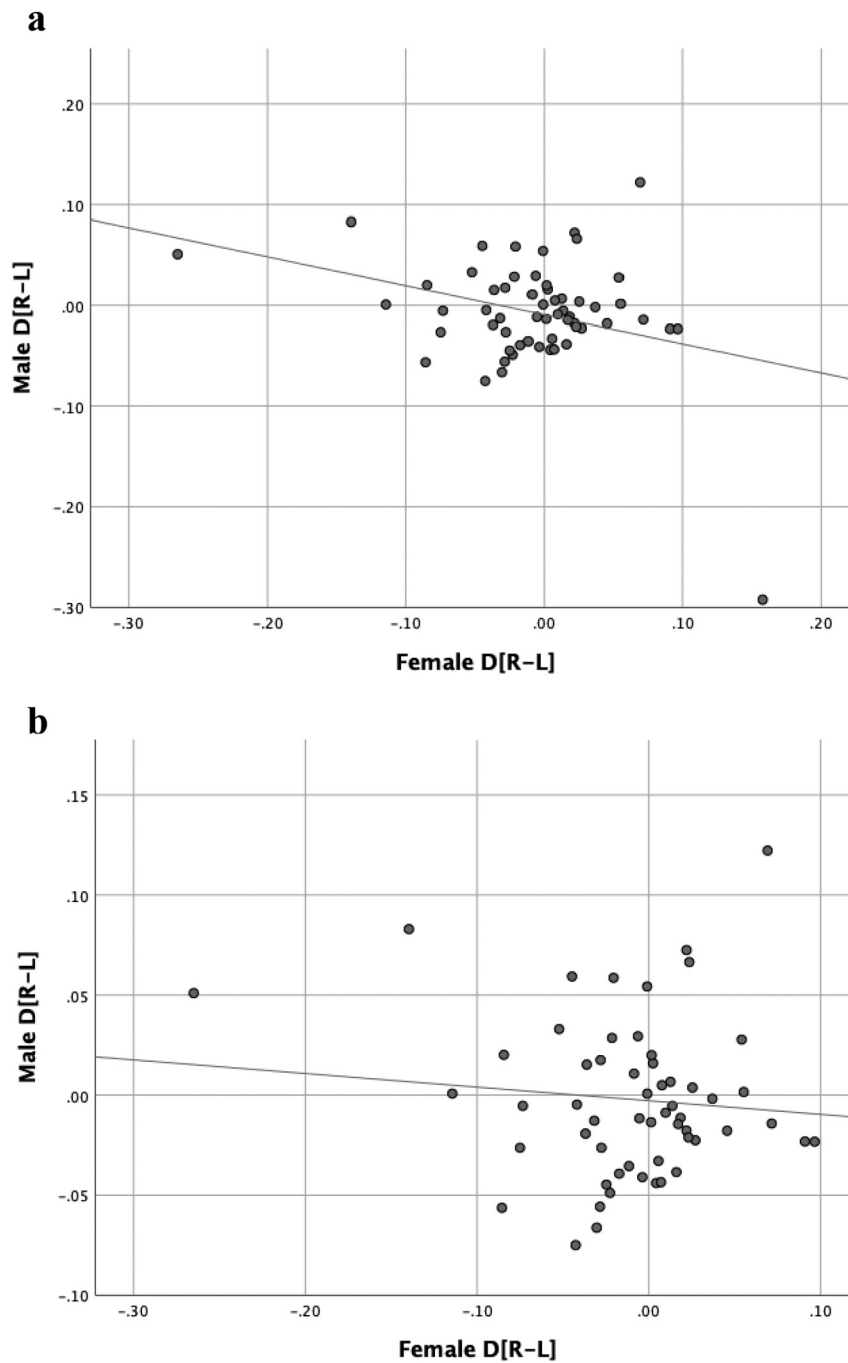 a
.20
.10
.00
-.10
-.20
-.30
Male D[R-L]
-.30 -.20 -.10 .00 .10 .20
Female D[R-L]
b
.15
.10
.05
.00
-.05
-.10
Male D[R-L]
-.30 -.20 -.10 .00 .10
Female D[R-L]